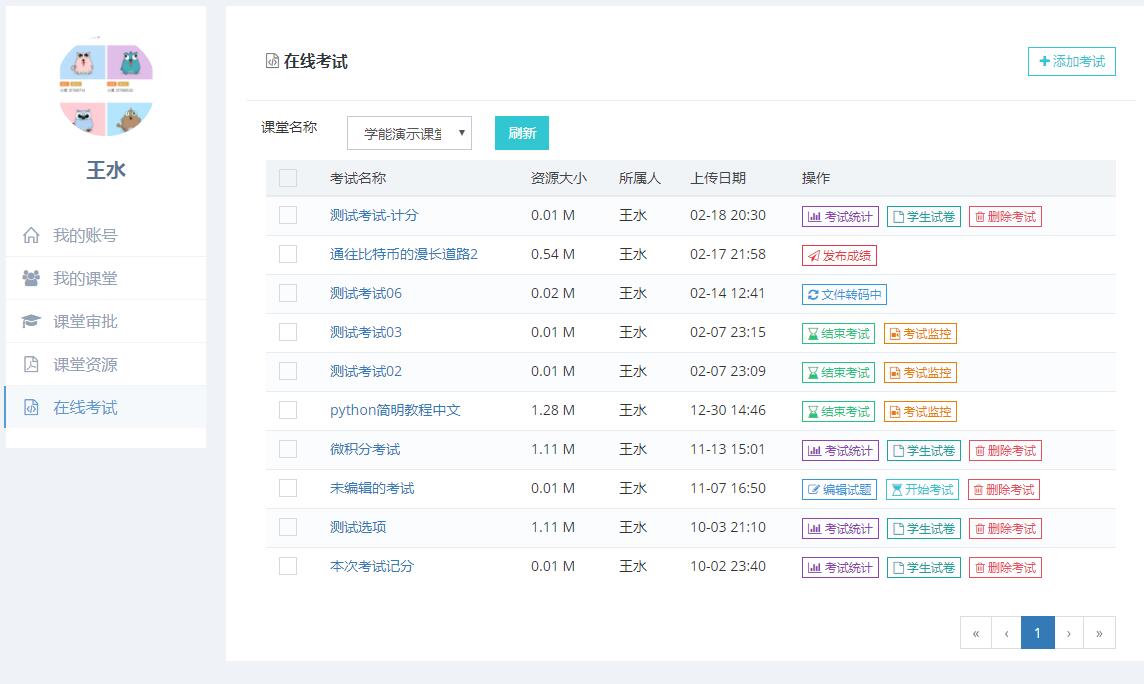 王水
我的账号
我的课堂
课堂审批
课堂资源
在线考试
在线考试
添加考试
课堂名称 学能演示课堂 刷新
考试名称 资源大小 所属人 上传日期 操作
测试考试-计分 0.01 M 王水 02-18 20:30 考试统计 学生试卷 删除考试
通往比特币的漫长道路2 0.54 M 王水 02-17 21:58 发布成绩
测试考试06 0.02 M 王水 02-14 12:41 文件转码中
测试考试03 0.01 M 王水 02-07 23:15 结束考试 考试监控
测试考试02 0.01 M 王水 02-07 23:09 结束考试 考试监控
python简明教程中文 1.28 M 王水 12-30 14:46 结束考试 考试监控
微积分考试 1.11 M 王水 11-13 15:01 考试统计 学生试卷 删除考试
未编辑的考试 0.01 M 王水 11-07 16:50 编辑试题 开始考试 删除考试
测试选项 1.11 M 王水 10-03 21:10 考试统计 学生试卷 删除考试
本次考试记分 0.01 M 王水 10-02 23:40 考试统计 学生试卷 删除考试
« ‹ 1 › »